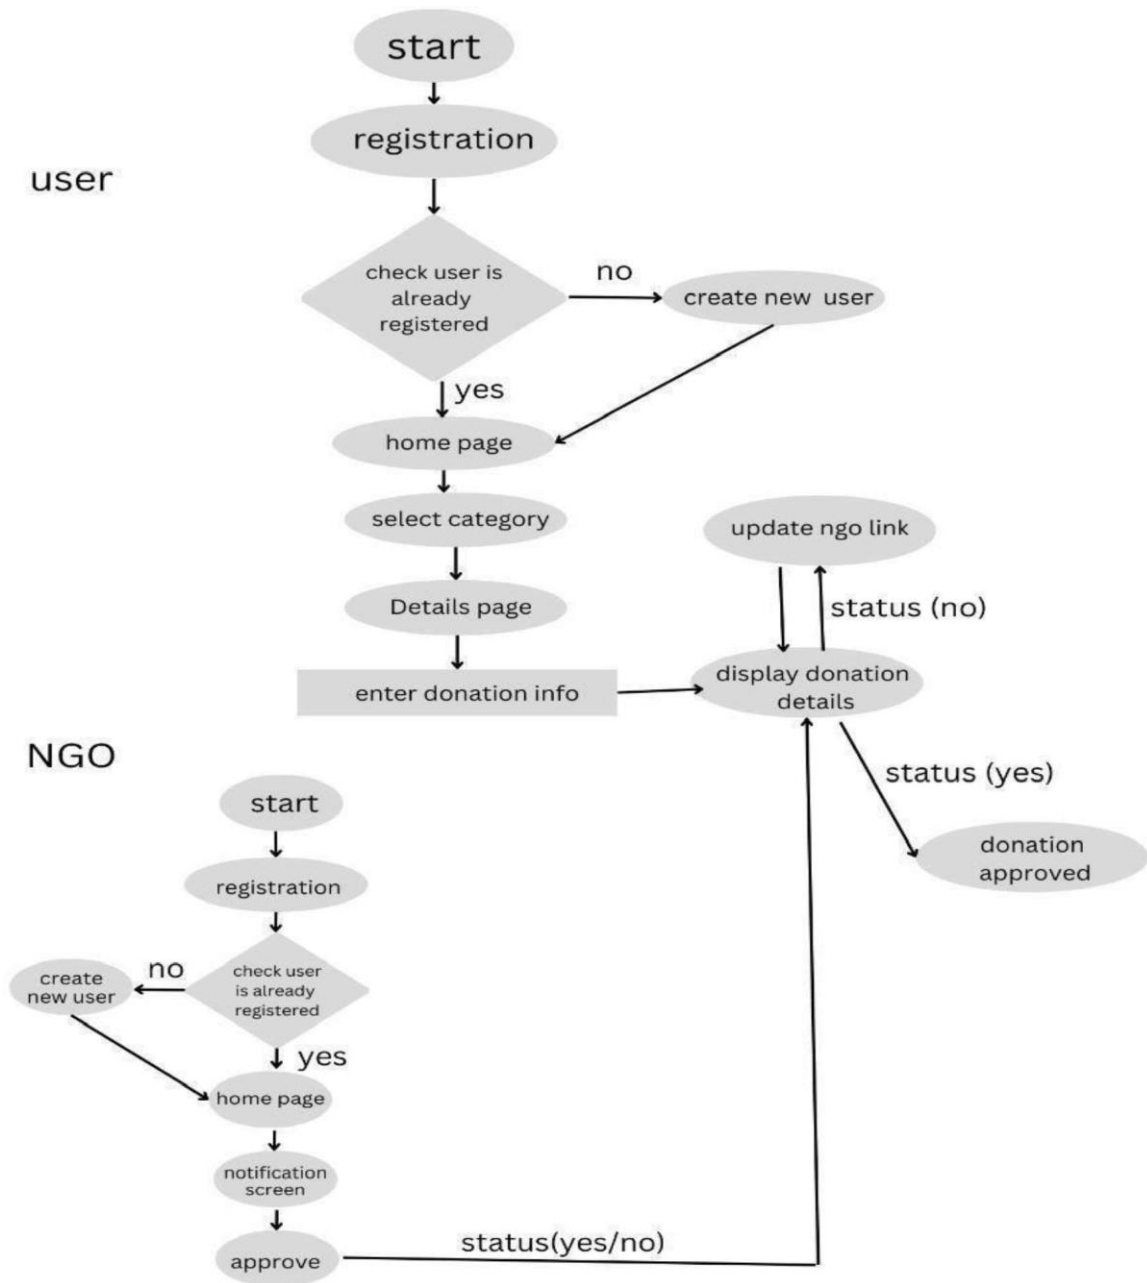 start
registration
user
check user is
already
registered
no
create new user
yes
home page
select category
update ngo link
Details page
status (no)
enter donation info
display donation
details
NGO
status (yes)
start
donation
approved
registration
create
new user
no
check user
is already
registered
yes
home page
notification
screen
approve
status(yes/no)